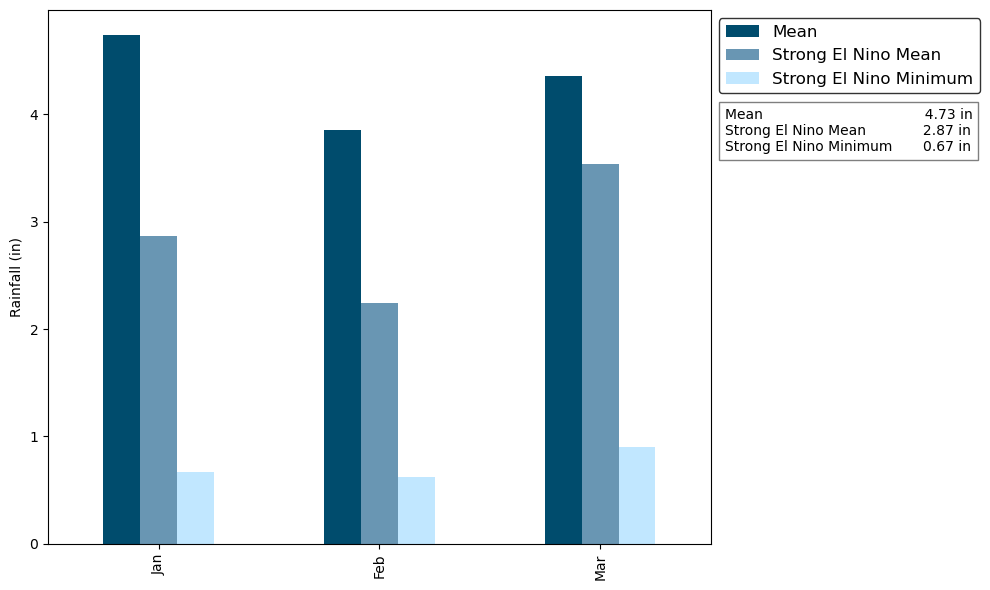 Mean
Strong El Nino Mean
Strong El Nino Minimum
Mean 4.73 in
Strong El Nino Mean 2.87 in
Strong El Nino Minimum 0.67 in
Rainfall (in)
4
3
2
1
0
Jan
Feb
Mar